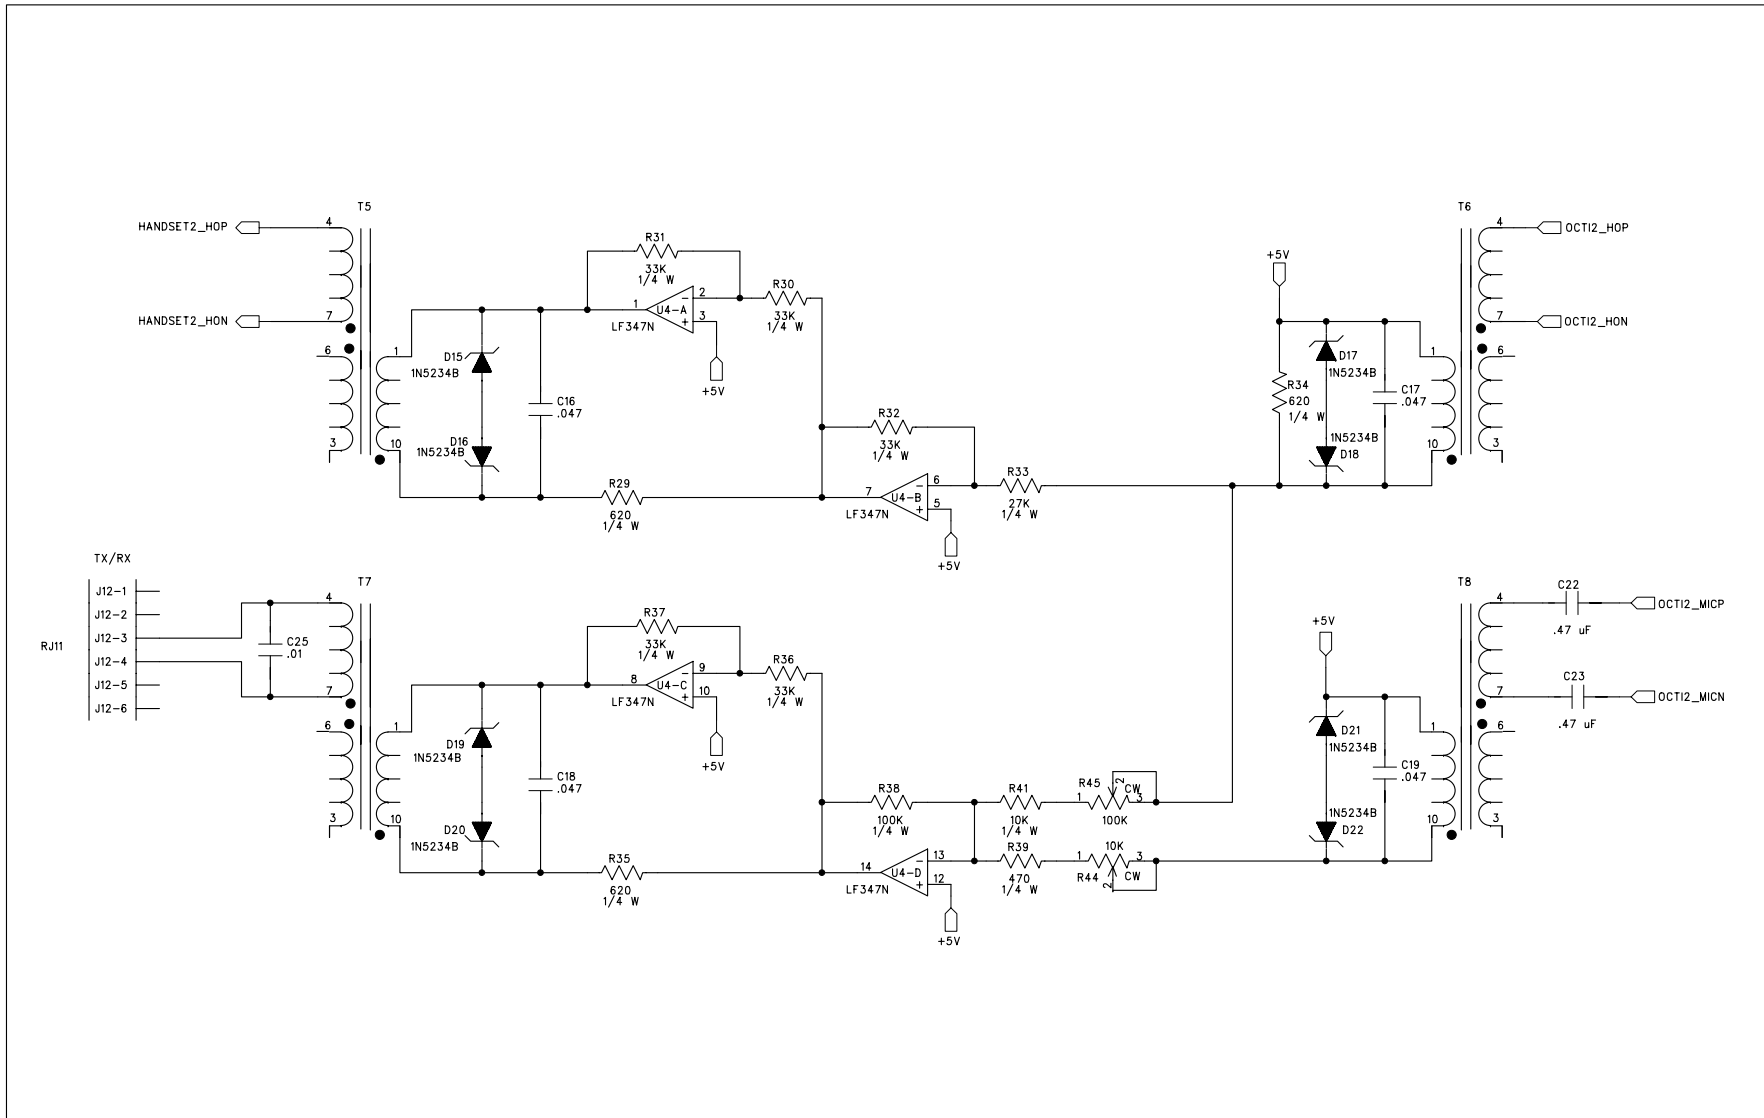 T5
T6
HANDSET2_HOP
4
R31
33K
1/4 W
+5V
4
OCTI2_HOP
R30
33K
1/4 W
1
U4-A
LF347N
2
3
+5V
HANDSET2_HON
7
7
OCTI2_HON
6
1
D15
1N5234B
D17
1N5234B
1
6
C16
.047
R34
620
1/4 W
C17
.047
R32
33K
1/4 W
3
10
D16
1N5234B
1N5234B
D18
10
3
R29
620
1/4 W
7
U4-B
LF347N
6
5
+5V
R33
27K
1/4 W
TX/RX
T7
T8
RJ11
J12-1
J12-2
J12-3
J12-4
J12-5
J12-6
C25
.01
4
7
R37
33K
1/4 W
R36
33K
1/4 W
8
U4-C
LF347N
9
10
+5V
+5V
4
C22
.47 uF
OCTI2_MICP
7
C23
.47 uF
OCTI2_MICN
6
1
D19
1N5234B
D21
1N5234B
1
6
C18
.047
C19
.047
R38
100K
1/4 W
R41
10K
1/4 W
R45
1
2
CW
3
100K
3
10
D20
1N5234B
1N5234B
D22
10
3
R35
620
1/4 W
14
U4-D
LF347N
13
12
+5V
R39
470
1/4 W
10K
1
3
R44
2
CW